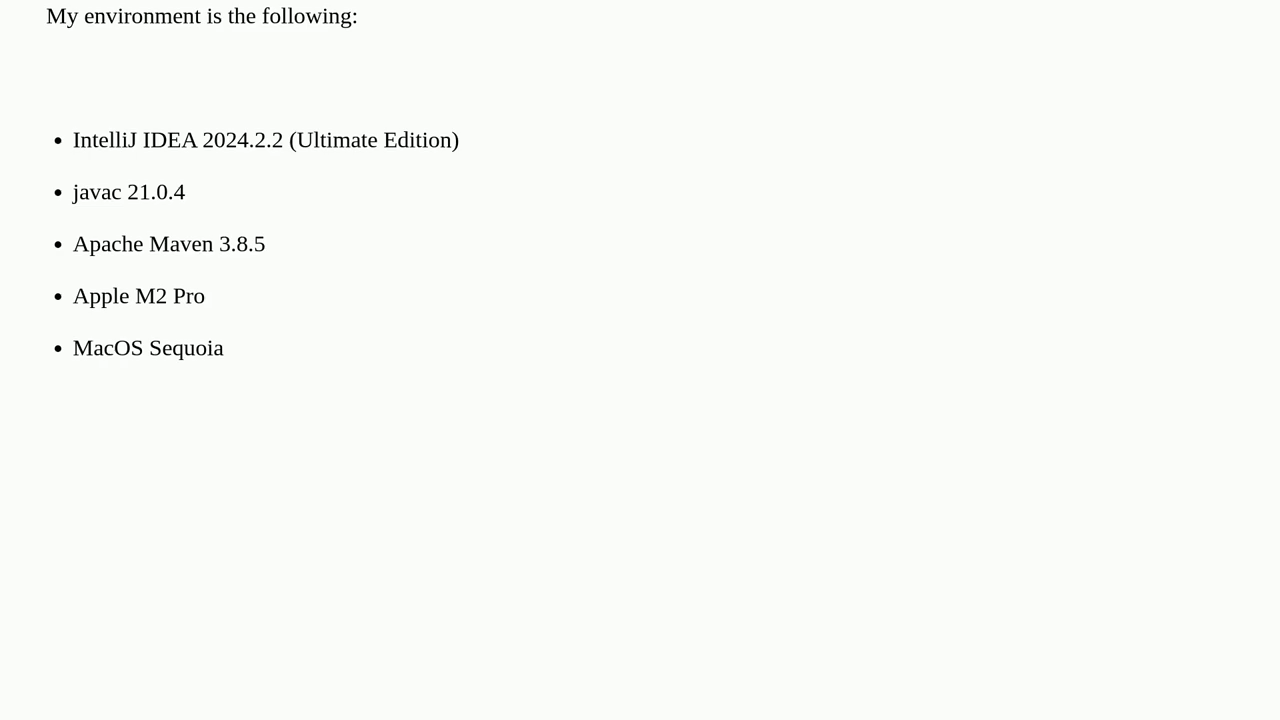 My environment is the following:
• IntelliJ IDEA 2024.2.2 (Ultimate Edition)
• javac 21.0.4
• Apache Maven 3.8.5
• Apple M2 Pro
• MacOS Sequoia